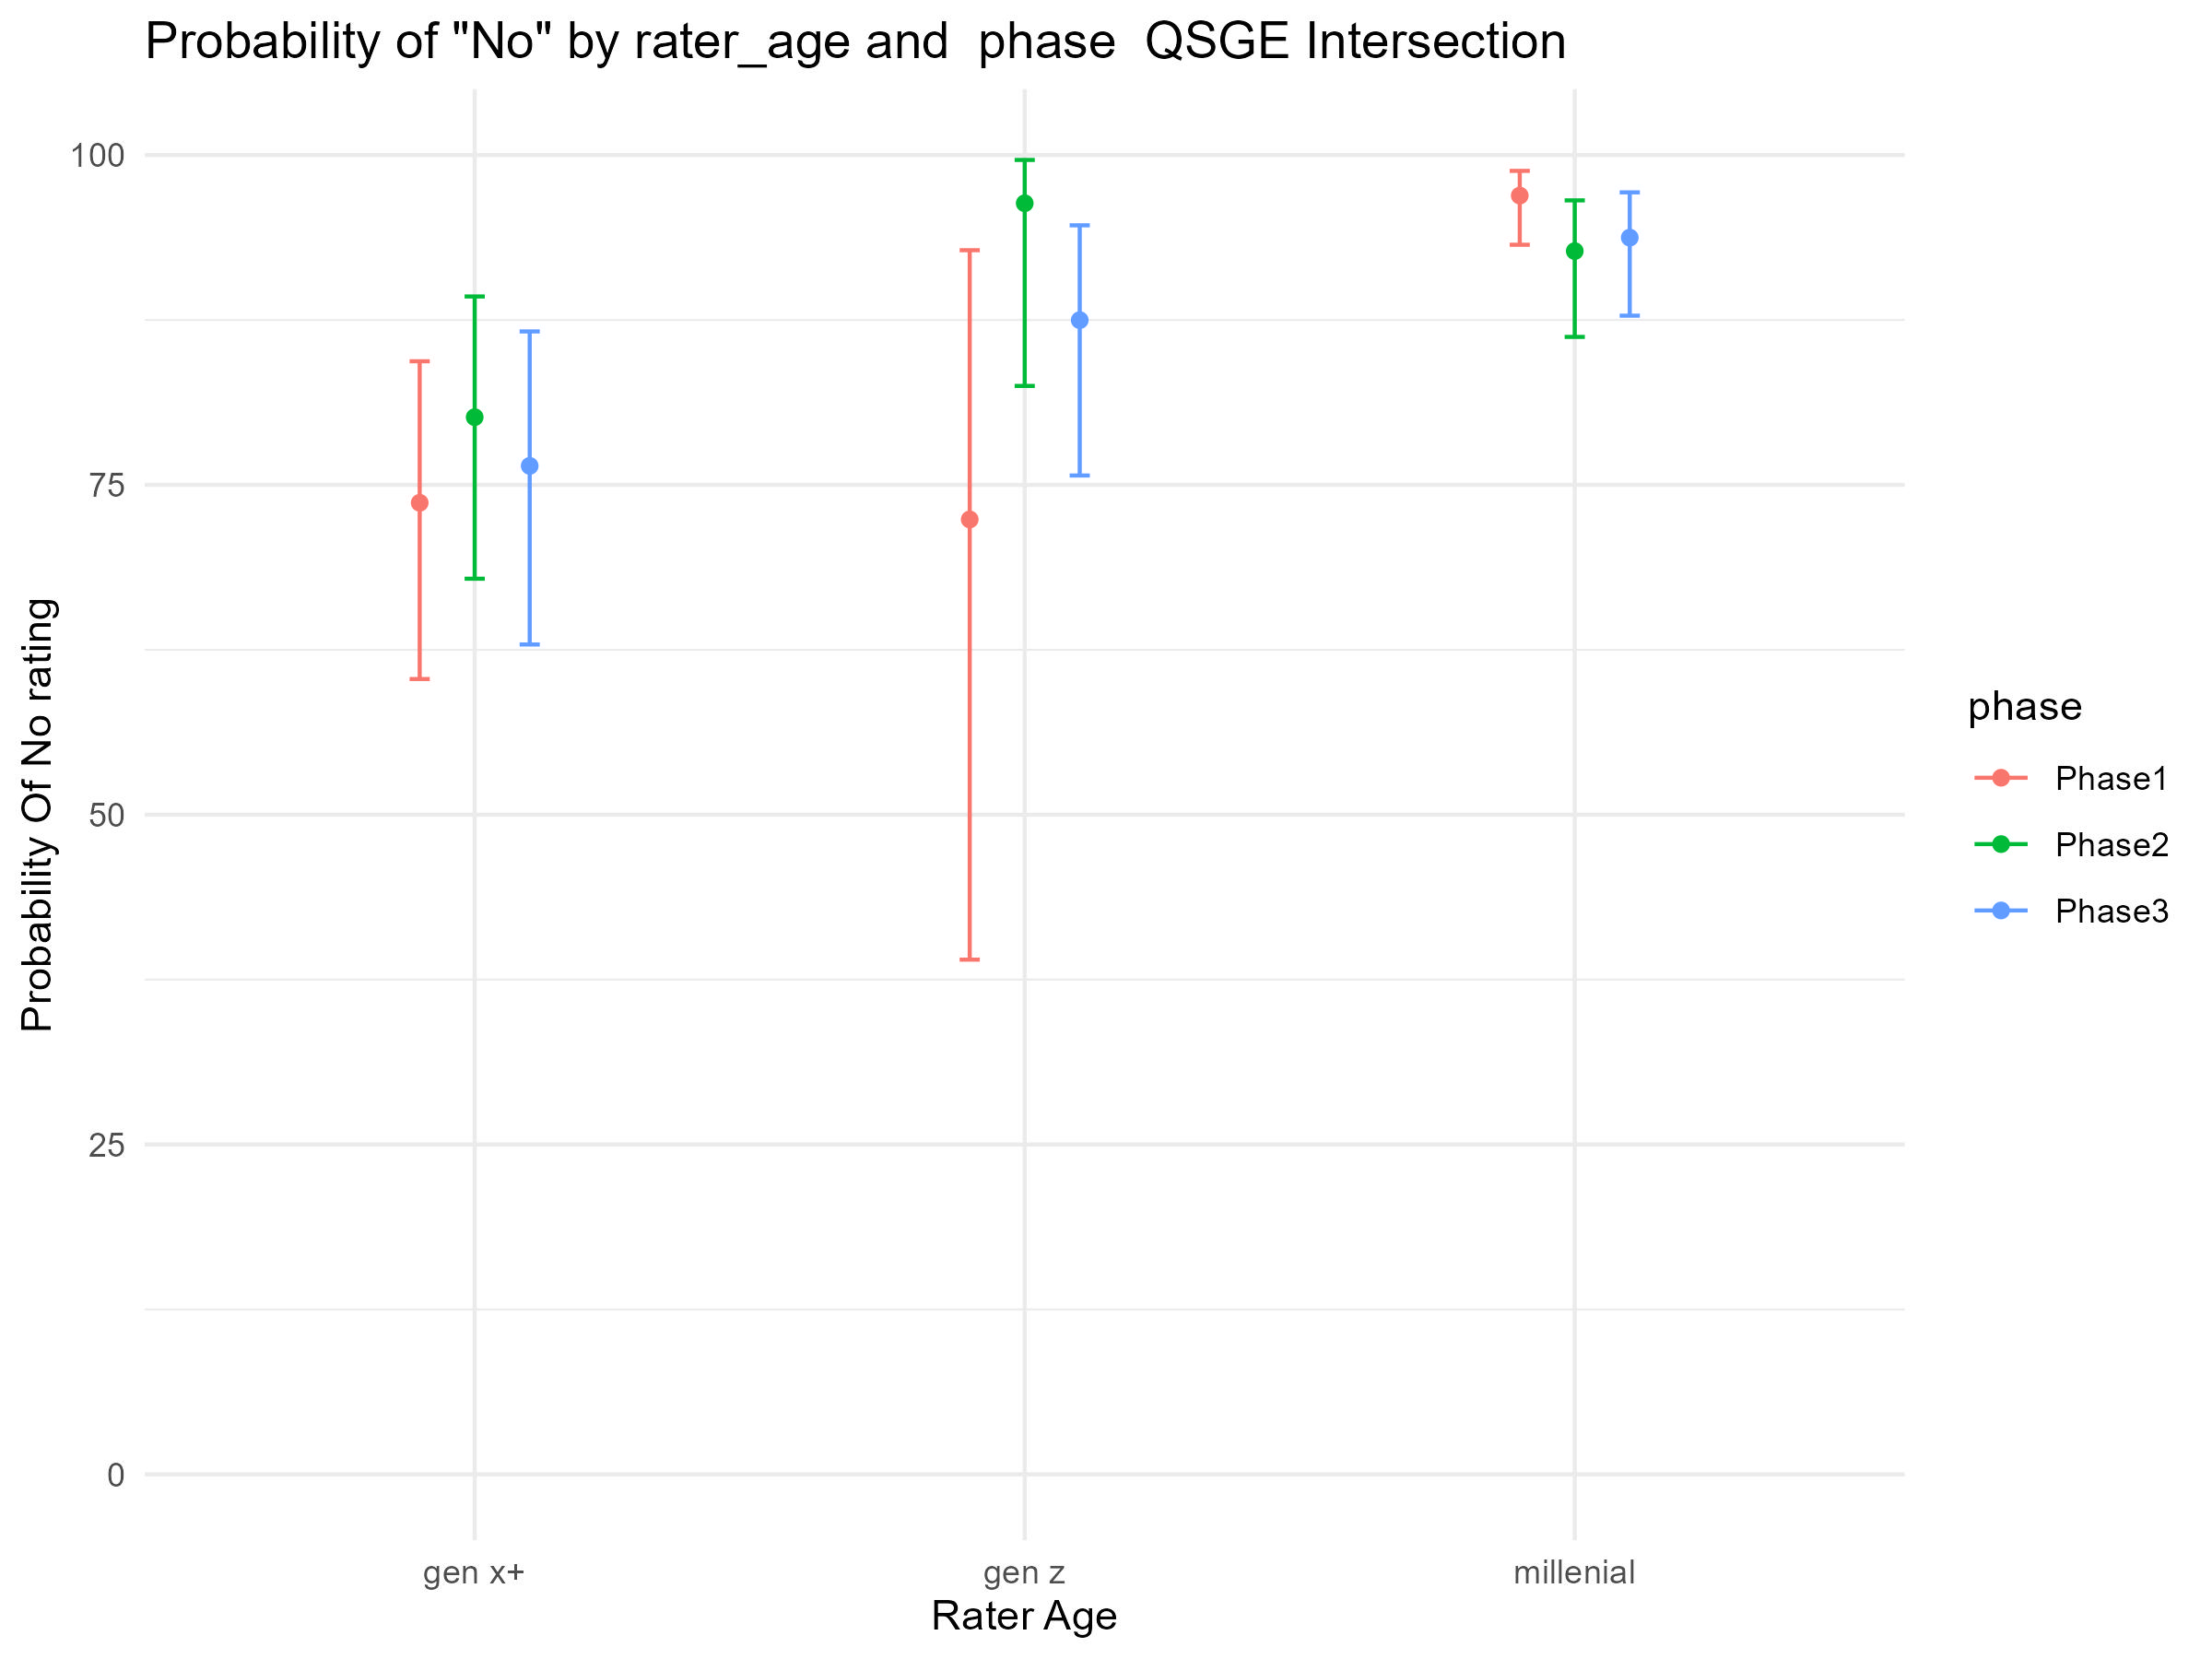 Probability of "No" by rater_age and  phase  QSGE Intersection
Probability Of No rating
100
75
50
25
0
gen x+
gen z
millenial
Rater Age
phase
Phase1
Phase2
Phase3